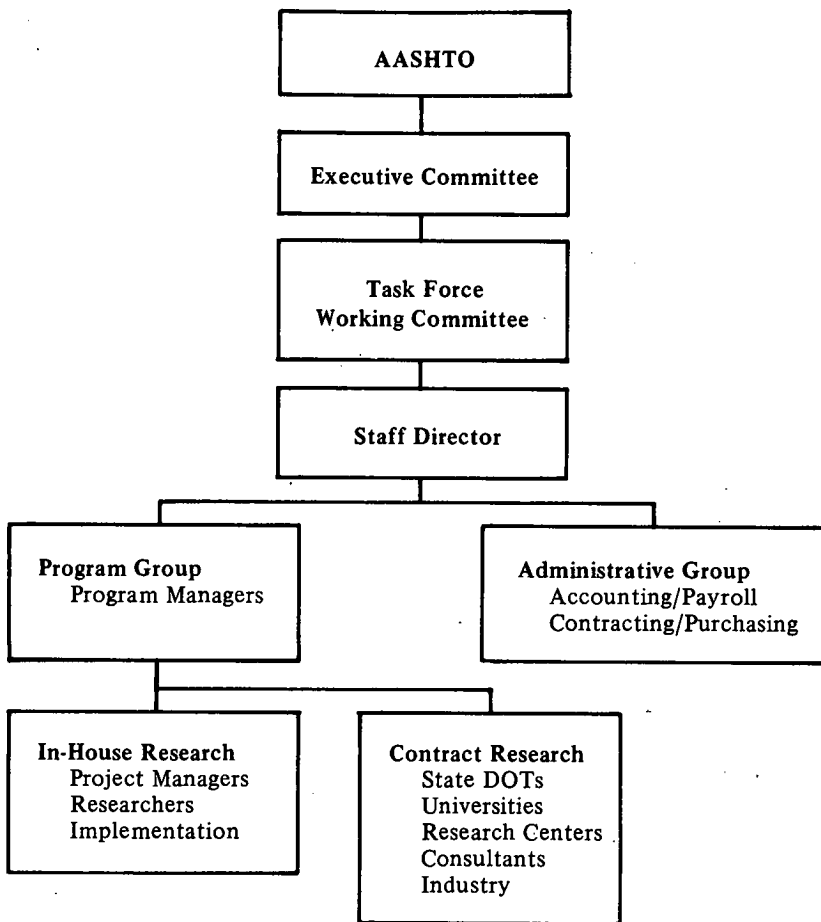 AASHTO
Executive Committee
Task Force
Working Committee
Staff Director
Program Group
Program Managers
Administrative Group
Accounting/Payroll
Contracting/Purchasing
In-House Research
Project Managers
Researchers
Implementation
Contract Research
State DOTs
Universities
Research Centers
Consultants
Industry